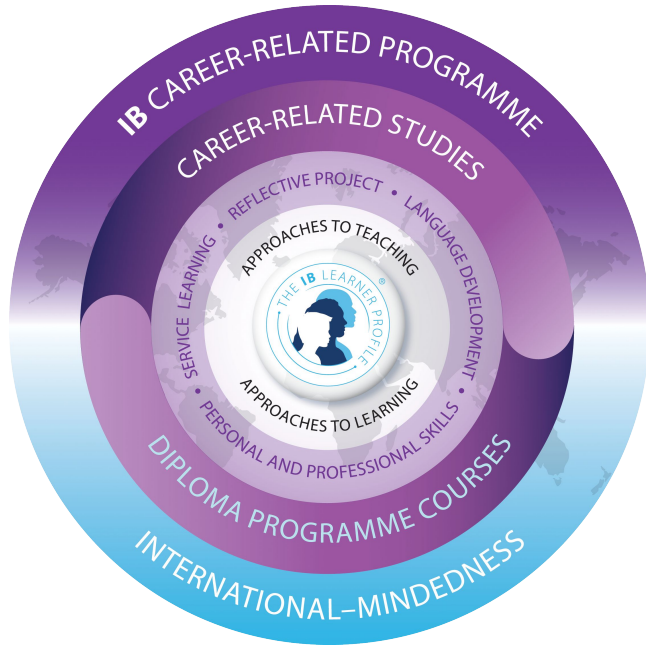 IB CAREER-RELATED PROGRAMME
CAREER-RELATED STUDIES
REFLECTIVE PROJECT • LANGUAGE DEVELOPMENT • PERSONAL AND PROFESSIONAL SKILLS • SERVICE LEARNING •
APPROACHES TO TEACHING
THE IB LEARNER PROFILE ®
APPROACHES TO LEARNING
DIPLOMA PROGRAMME COURSES
INTERNATIONAL–MINDEDNESS